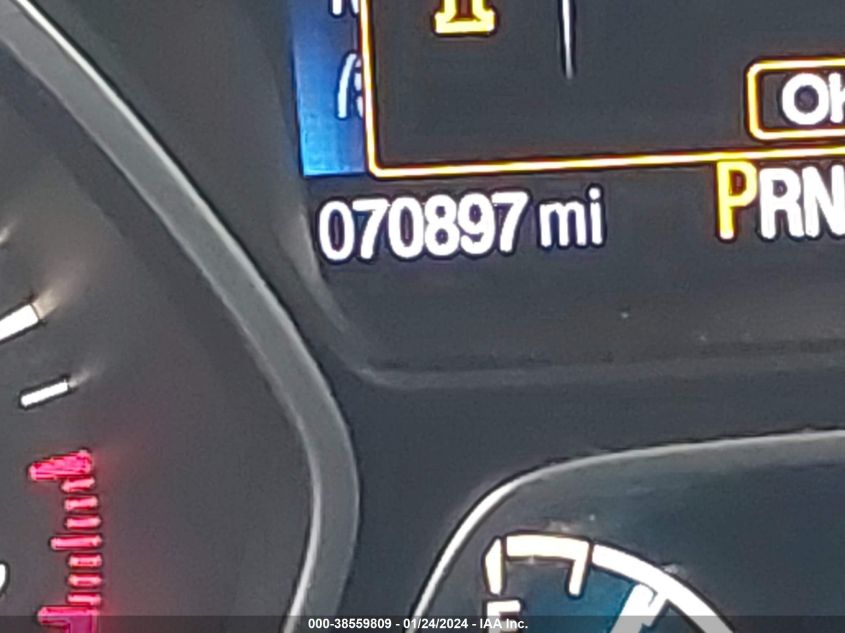 OK
070897 mi PRN
E
000-38559809 - 01/24/2024 - IAA Inc.